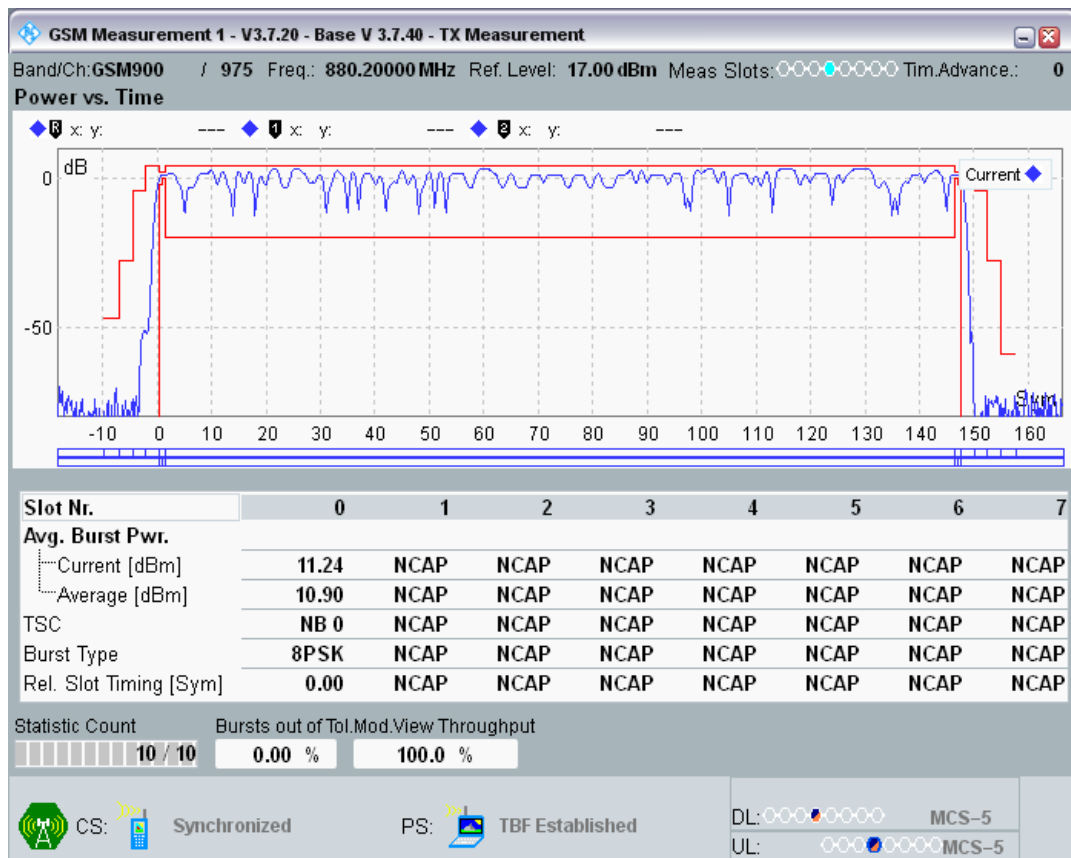 GSM Measurement 1 - V3.7.20 - Base V 3.7.40 - TX Measurement
Band/Ch:GSM900 / 975 Freq.: 880.20000 MHz Ref. Level: 17.00 dBm Meas Slots: Tim.Advance.: 0
Power vs. Time
R x: y: --- 1 x: y: --- 2 x: y: ---
dB
0
Current
-50
Sym
-10 0 10 20 30 40 50 60 70 80 90 100 110 120 130 140 150 160
Slot Nr. 0 1 2 3 4 5 6 7
Avg. Burst Pwr.
Current [dBm] 11.24 NCAP NCAP NCAP NCAP NCAP NCAP NCAP
Average [dBm] 10.90 NCAP NCAP NCAP NCAP NCAP NCAP NCAP
TSC NB 0 NCAP NCAP NCAP NCAP NCAP NCAP NCAP
Burst Type 8PSK NCAP NCAP NCAP NCAP NCAP NCAP NCAP
Rel. Slot Timing [Sym] 0.00 NCAP NCAP NCAP NCAP NCAP NCAP NCAP
Statistic Count Bursts out of Tol. Mod.View Throughput
10 / 10 0.00 % 100.0 %
CS: Synchronized PS: TBF Established
DL: MCS-5
UL: MCS-5